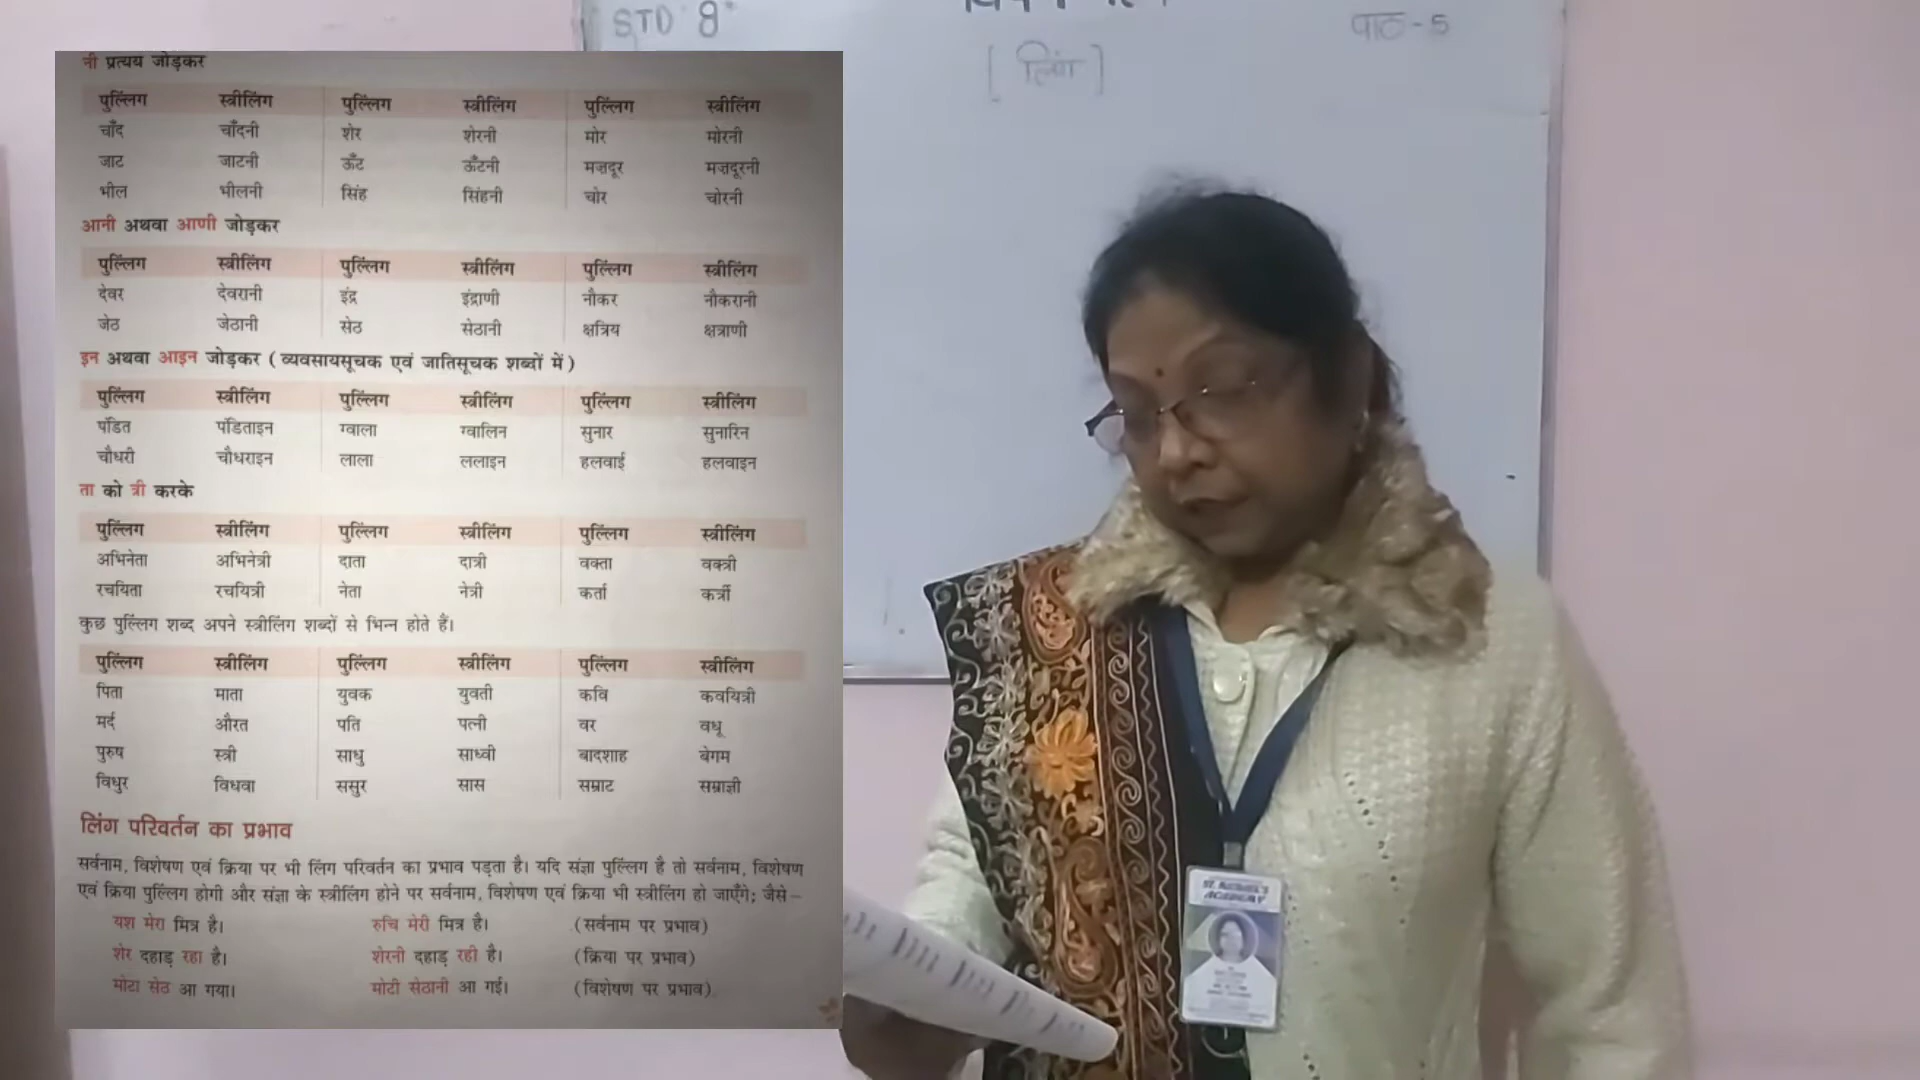 STD 8
पाठ - 5
[ लिंग ]
नी प्रत्यय जोड़कर
पुल्लिंग स्त्रीलिंग पुल्लिंग स्त्रीलिंग पुल्लिंग स्त्रीलिंग
चाँद चाँदनी शेर शेरनी मोर मोरनी
जाट जाटनी ऊँट ऊँटनी मज़दूर मज़दूरनी
भील भीलनी सिंह सिंहनी चोर चोरनी
आनी अथवा आणी जोड़कर
पुल्लिंग स्त्रीलिंग पुल्लिंग स्त्रीलिंग पुल्लिंग स्त्रीलिंग
देवर देवरानी इंद्र इंद्राणी नौकर नौकरानी
जेठ जेठानी सेठ सेठानी क्षत्रिय क्षत्राणी
इन अथवा आइन जोड़कर ( व्यवसायसूचक एवं जातिसूचक शब्दों में )
पुल्लिंग स्त्रीलिंग पुल्लिंग स्त्रीलिंग पुल्लिंग स्त्रीलिंग
पंडित पंडिताइन ग्वाला ग्वालिन सुनार सुनारिन
चौधरी चौधराइन लाला ललाइन हलवाई हलवाइन
ता को त्री करके
पुल्लिंग स्त्रीलिंग पुल्लिंग स्त्रीलिंग पुल्लिंग स्त्रीलिंग
अभिनेता अभिनेत्री दाता दात्री वक्ता वक्त्री
रचयिता रचयित्री नेता नेत्री कर्ता कर्त्री
कुछ पुल्लिंग शब्द अपने स्त्रीलिंग शब्दों से भिन्न होते हैं।
पुल्लिंग स्त्रीलिंग पुल्लिंग स्त्रीलिंग पुल्लिंग स्त्रीलिंग
पिता माता युवक युवती कवि कवयित्री
मर्द औरत पति पत्नी वर वधू
पुरुष स्त्री साधु साध्वी बादशाह बेगम
विधुर विधवा ससुर सास सम्राट सम्राज्ञी
लिंग परिवर्तन का प्रभाव
सर्वनाम, विशेषण एवं क्रिया पर भी लिंग परिवर्तन का प्रभाव पड़ता है। यदि संज्ञा पुल्लिंग है तो सर्वनाम, विशेषण
एवं क्रिया पुल्लिंग होगी और संज्ञा के स्त्रीलिंग होने पर सर्वनाम, विशेषण एवं क्रिया भी स्त्रीलिंग हो जाएँगे; जैसे –
यश मेरा मित्र है। रुचि मेरी मित्र है। (सर्वनाम पर प्रभाव)
शेर दहाड़ रहा है। शेरनी दहाड़ रही है। (क्रिया पर प्रभाव)
मोटा सेठ आ गया। मोटी सेठानी आ गई। (विशेषण पर प्रभाव)
ACADEMY